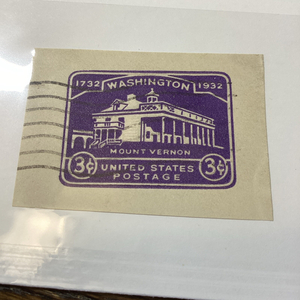 1732 WASHINGTON 1932
MOUNT VERNON
3¢ UNITED STATES 3¢
POSTAGE